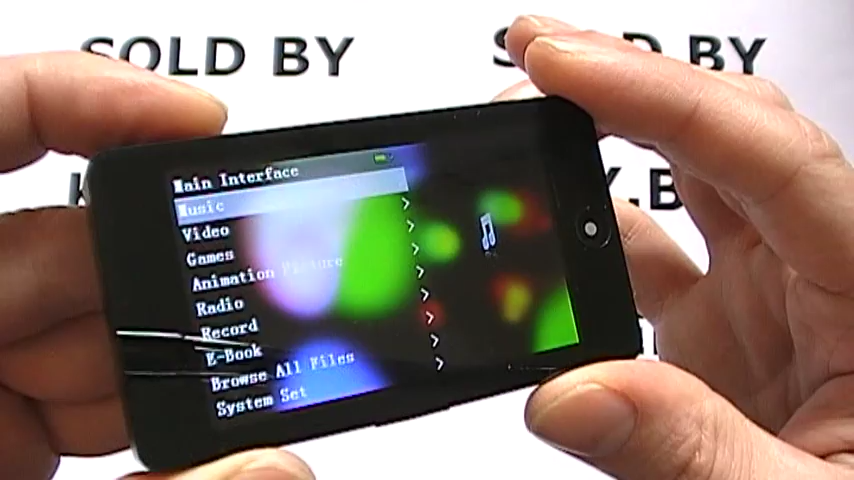 SOLD BY
SOLD BY
Main Interface
Music
Video
Games
Animation Picture
Radio
Record
E-Book
Browse All Files
System Set